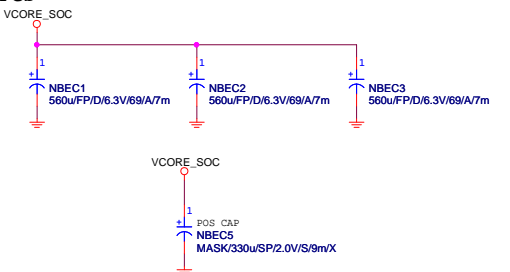 VCORE_SOC
1
+
NBEC1
560u/FP/D/6.3V/69/A/7m
1
+
NBEC2
560u/FP/D/6.3V/69/A/7m
1
+
NBEC3
560u/FP/D/6.3V/69/A/7m
VCORE_SOC
1
+
POS CAP
NBEC5
MASK/330u/SP/2.0V/S/9m/X